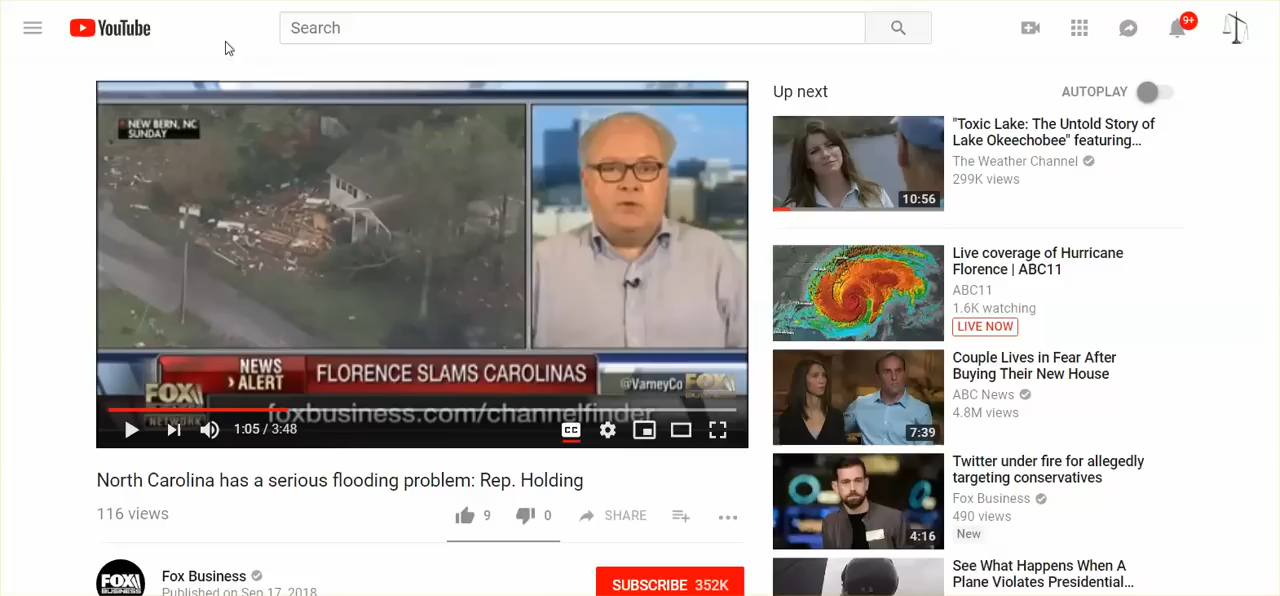 YouTube
Search
9+
NEW BERN, NC
SUNDAY
NEWS
ALERT
FLORENCE SLAMS CAROLINAS
@VarneyCo
FOX
FOX
NETWORK
foxbusiness.com/channelfinder
1:05 / 3:48
CC
North Carolina has a serious flooding problem: Rep. Holding
116 views
9
0
SHARE
FOX
BUSINESS
Fox Business
Published on Sep 17, 2018
SUBSCRIBE 352K
Up next
AUTOPLAY
10:56
"Toxic Lake: The Untold Story of
Lake Okeechobee" featuring...
The Weather Channel
299K views
Live coverage of Hurricane
Florence | ABC11
ABC11
1.6K watching
LIVE NOW
7:39
Couple Lives in Fear After
Buying Their New House
ABC News
4.8M views
4:16
Twitter under fire for allegedly
targeting conservatives
Fox Business
490 views
New
See What Happens When A
Plane Violates Presidential...